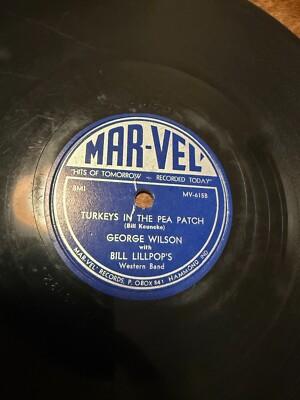 MAR-VEL'
"HITS OF TOMORROW — RECORDED TODAY"
BMI
MV-615B
TURKEYS IN THE PEA PATCH
(Bill Keuncke)
GEORGE WILSON
with
BILL LILLPOP'S
Western Band
MAR-VEL' RECORDS, P. O. BOX 841 HAMMOND, IND.